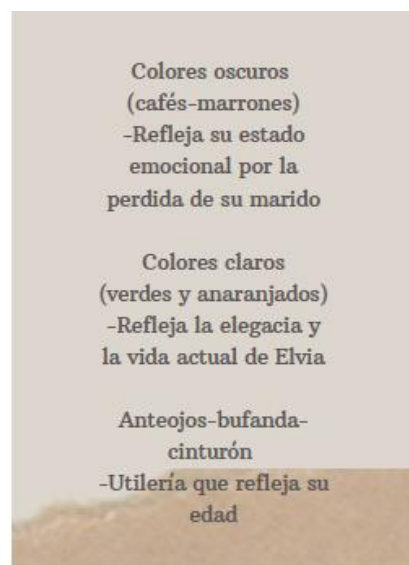 Colores oscuros
(cafés-marrones)
-Refleja su estado
emocional por la
perdida de su marido
Colores claros
(verdes y anaranjados)
-Refleja la elegacia y
la vida actual de Elvia
Anteojos-bufanda-
cinturón
-Utilería que refleja su
edad